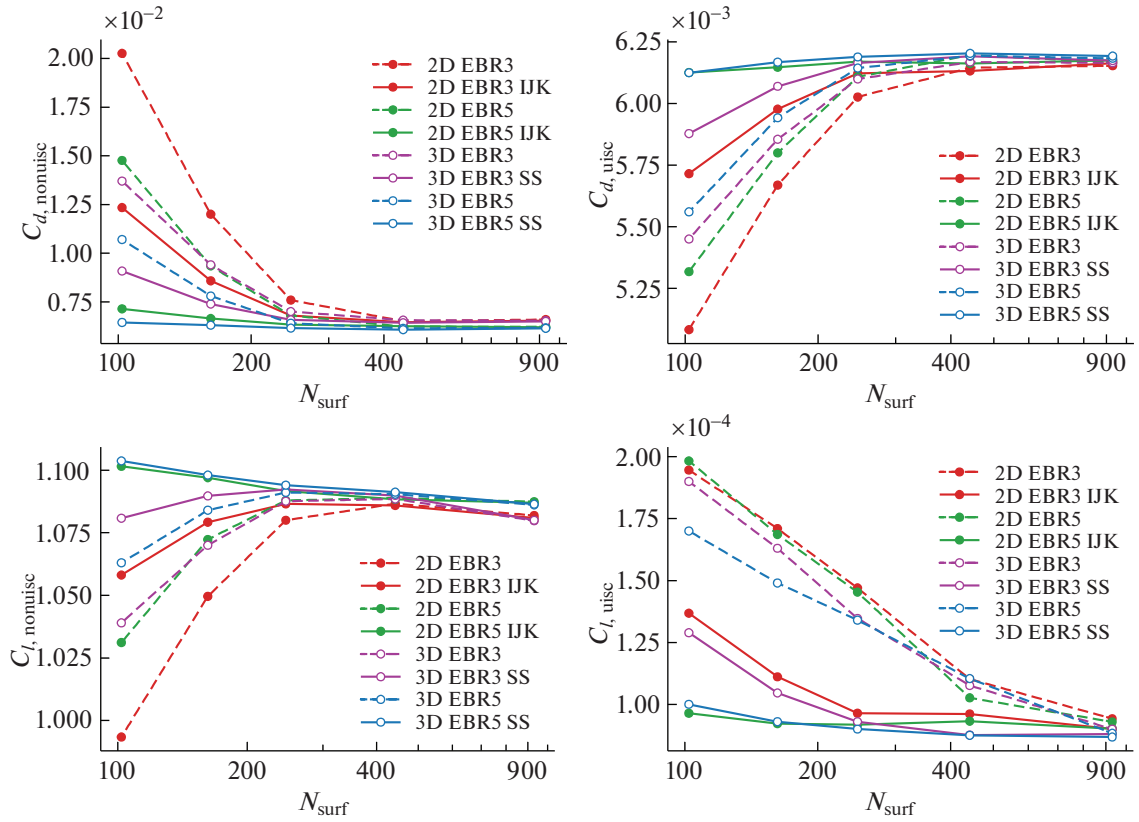 ×10⁻²
2.00
1.75
1.50
1.25
1.00
0.75
C_d, nonuisc
2D EBR3
2D EBR3 IJK
2D EBR5
2D EBR5 IJK
3D EBR3
3D EBR3 SS
3D EBR5
3D EBR5 SS
100 200 400 900
N_surf
×10⁻³
6.25
6.00
5.75
5.50
5.25
C_d, uisc
2D EBR3
2D EBR3 IJK
2D EBR5
2D EBR5 IJK
3D EBR3
3D EBR3 SS
3D EBR5
3D EBR5 SS
100 200 400 900
N_surf
1.100
1.075
1.050
1.025
1.000
C_l, nonuisc
2D EBR3
2D EBR3 IJK
2D EBR5
2D EBR5 IJK
3D EBR3
3D EBR3 SS
3D EBR5
3D EBR5 SS
100 200 400 900
N_surf
×10⁻⁴
2.00
1.75
1.50
1.25
1.00
C_l, uisc
2D EBR3
2D EBR3 IJK
2D EBR5
2D EBR5 IJK
3D EBR3
3D EBR3 SS
3D EBR5
3D EBR5 SS
100 200 400 900
N_surf